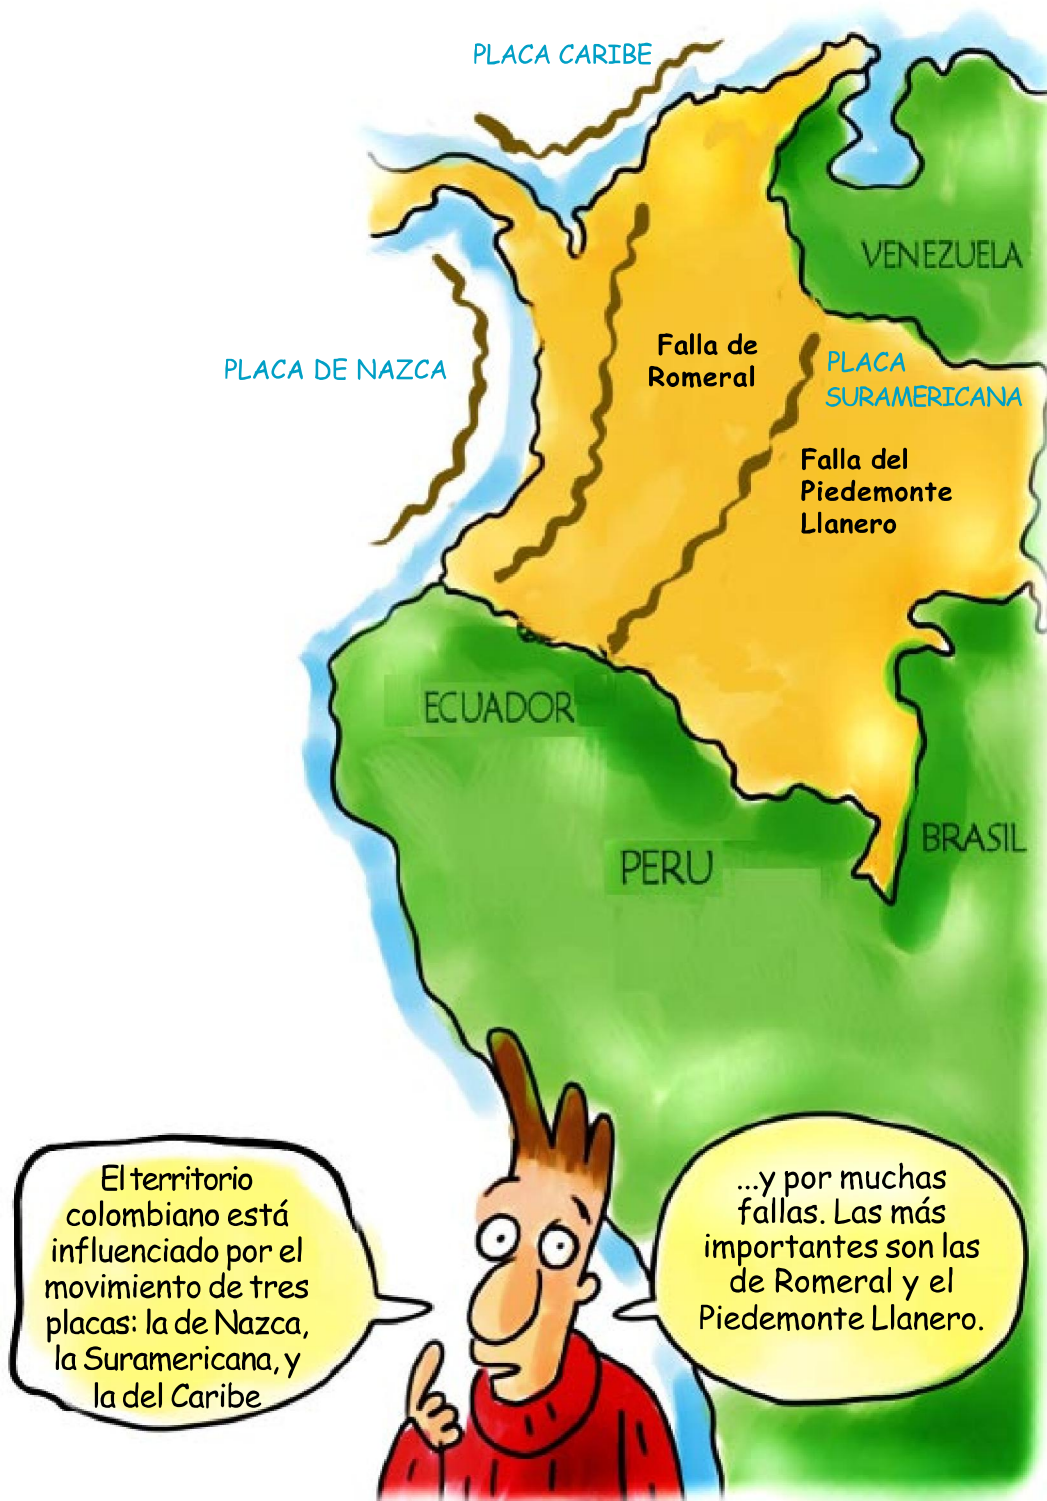 PLACA CARIBE
VENEZUELA
PLACA DE NAZCA
Falla de
Romeral
PLACA
SURAMERICANA
Falla del
Piedemonte
Llanero
ECUADOR
PERU
BRASIL
El territorio
colombiano está
influenciado por el
movimiento de tres
placas: la de Nazca,
la Suramericana, y
la del Caribe
...y por muchas
fallas. Las más
importantes son las
de Romeral y el
Piedemonte Llanero.